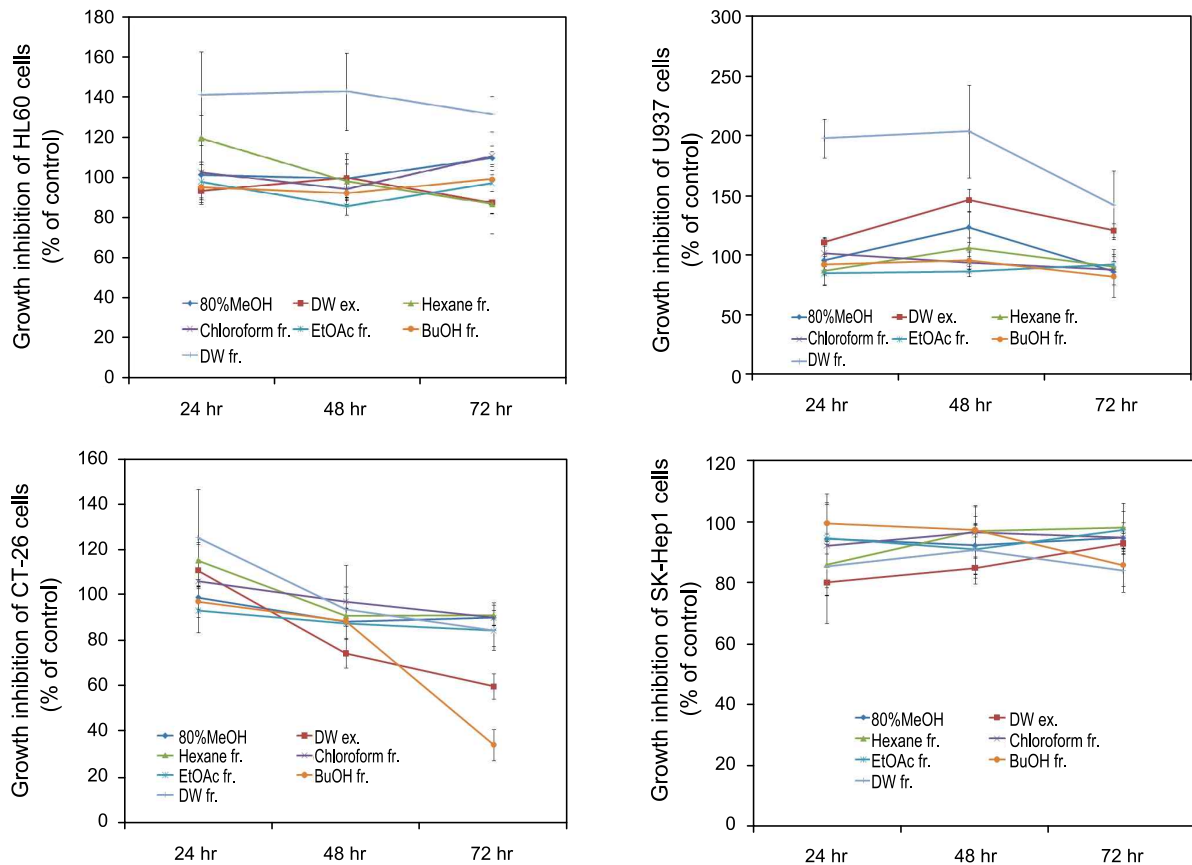 Growth inhibition of HL60 cells
(% of control)
180
160
140
120
100
80
60
40
20
0
80%MeOH DW ex. Hexane fr.
Chloroform fr. EtOAc fr. BuOH fr.
DW fr.
24 hr 48 hr 72 hr
Growth inhibition of U937 cells
(% of control)
300
250
200
150
100
50
0
80%MeOH DW ex. Hexane fr.
Chloroform fr. EtOAc fr. BuOH fr.
DW fr.
24 hr 48 hr 72 hr
Growth inhibition of CT-26 cells
(% of control)
160
140
120
100
80
60
40
20
0
80%MeOH DW ex.
Hexane fr. Chloroform fr.
EtOAc fr. BuOH fr.
DW fr.
24 hr 48 hr 72 hr
Growth inhibition of SK-Hep1 cells
(% of control)
120
100
80
60
40
20
0
80%MeOH DW ex.
Hexane fr. Chloroform fr.
EtOAc fr. BuOH fr.
DW fr.
24 hr 48 hr 72 hr